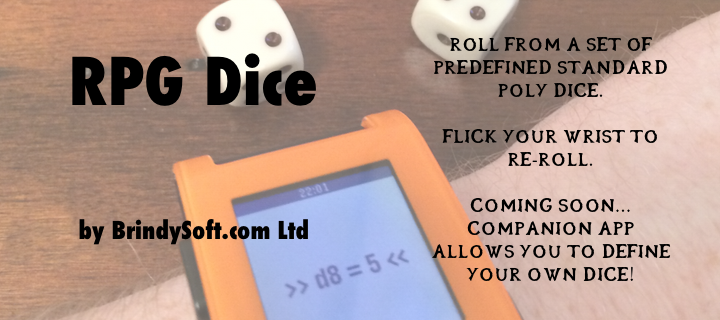 RPG Dice
by BrindySoft.com Ltd
ROLL FROM A SET OF
PREDEFINED STANDARD
POLY DICE.
FLICK YOUR WRIST TO
RE-ROLL.
COMING SOON...
COMPANION APP
ALLOWS YOU TO DEFINE
YOUR OWN DICE!
22:01
>> d8 = 5 <<